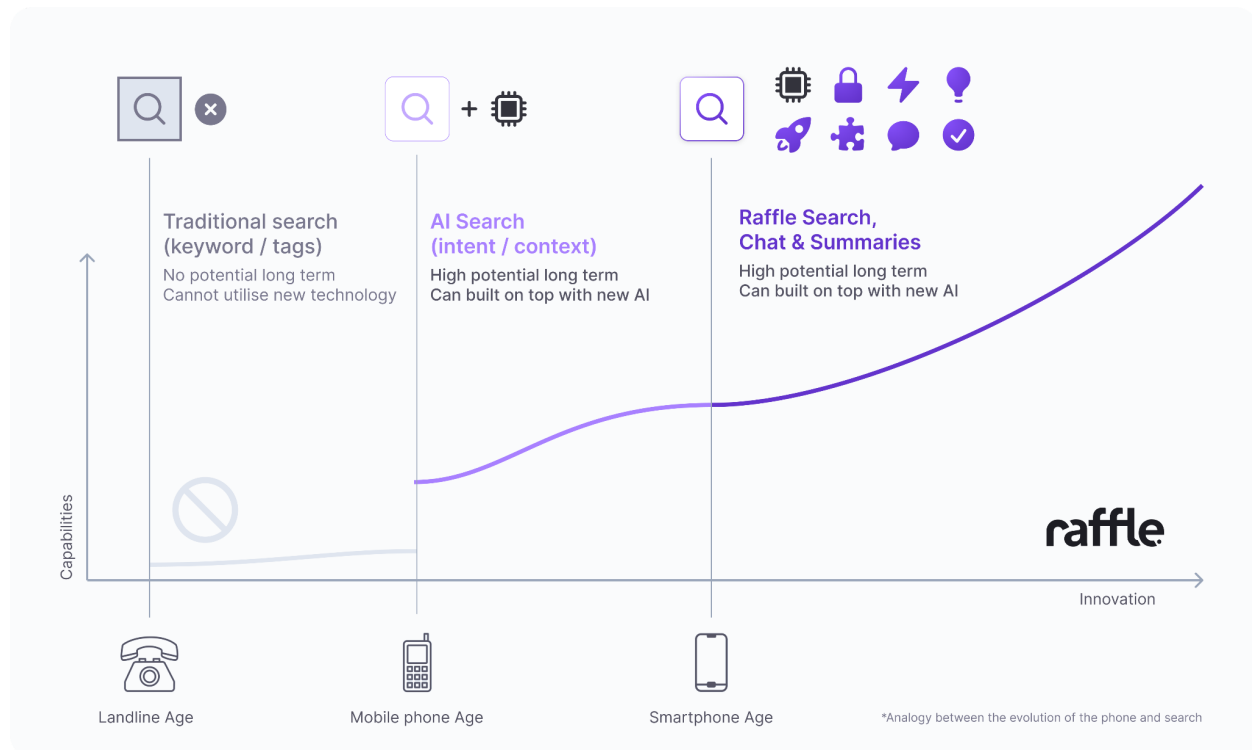 Traditional search
(keyword / tags)
No potential long term
Cannot utilise new technology
AI Search
(intent / context)
High potential long term
Can built on top with new AI
Raffle Search,
Chat & Summaries
High potential long term
Can built on top with new AI
Capabilities
raffle
Innovation
Landline Age
Mobile phone Age
Smartphone Age
*Analogy between the evolution of the phone and search